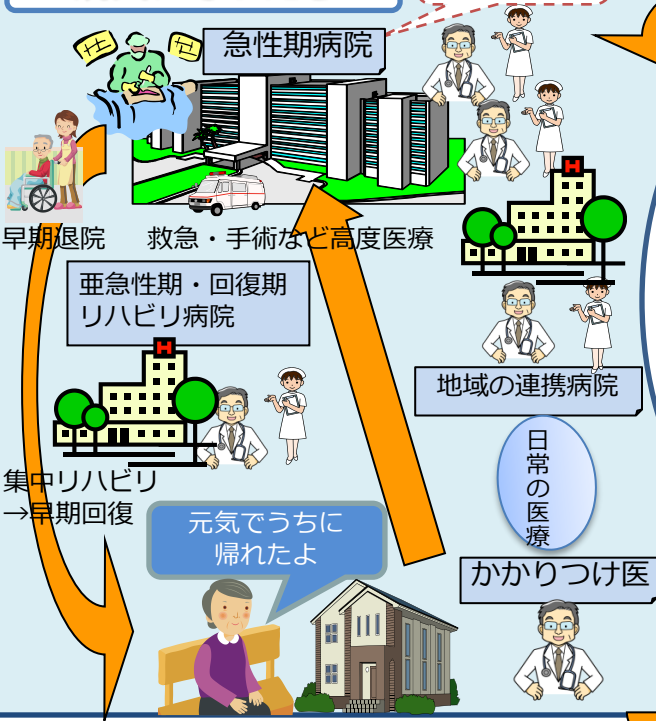 急性期病院
早期退院
救急・手術など高度医療
亜急性期・回復期
リハビリ病院
H
H
地域の連携病院
日常の医療
集中リハビリ
→早期回復
元気でうちに
帰れたよ
かかりつけ医